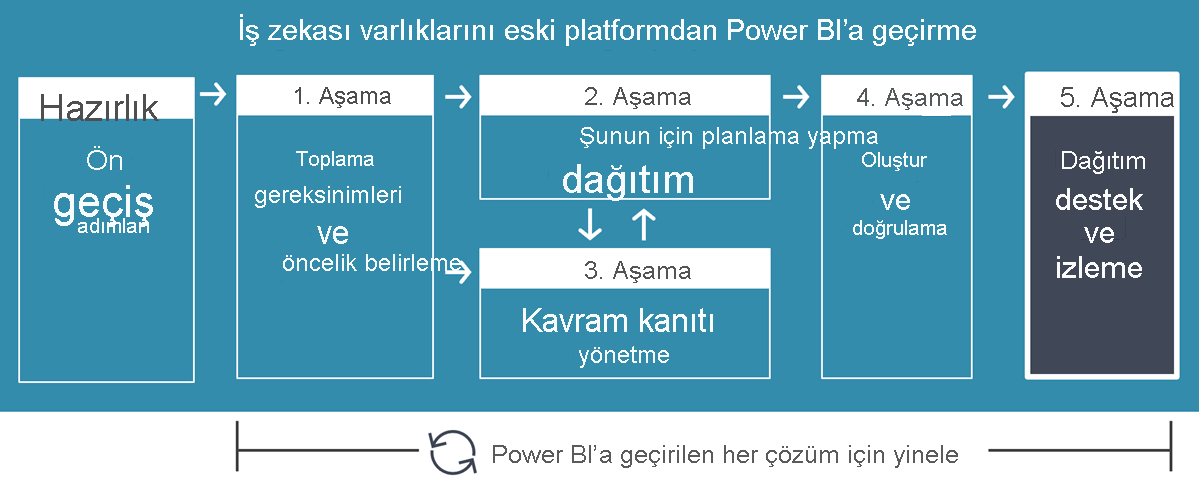 İş zekası varlıklarını eski platformdan Power BI’a geçirme
Hazırlık
Ön
geçiş
adımları
1. Aşama
Toplama
gereksinimleri
ve
öncelik belirleme
2. Aşama
Şunun için planlama yapma
dağıtım
3. Aşama
Kavram kanıtı
yönetme
4. Aşama
Oluştur
ve
doğrulama
5. Aşama
Dağıtım
destek
ve
izleme
Power BI’a geçirilen her çözüm için yinele